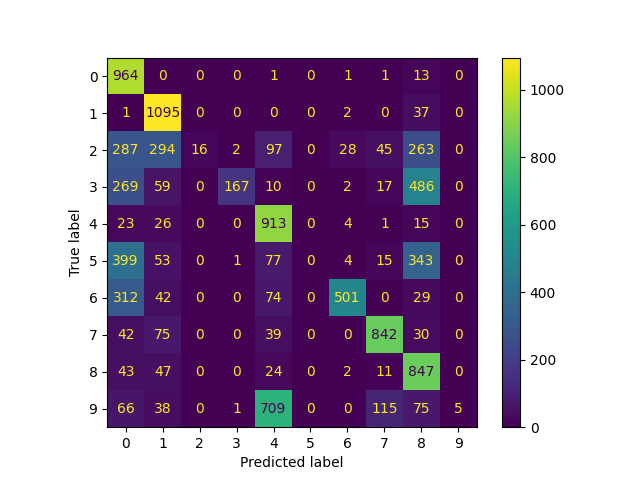 0 964 0 0 0 1 0 1 1 13 0
1 1 1095 0 0 0 0 2 0 37 0
2 287 294 16 2 97 0 28 45 263 0
3 269 59 0 167 10 0 2 17 486 0
4 23 26 0 0 913 0 4 1 15 0
5 399 53 0 1 77 0 4 15 343 0
6 312 42 0 0 74 0 501 0 29 0
7 42 75 0 0 39 0 0 842 30 0
8 43 47 0 0 24 0 2 11 847 0
9 66 38 0 1 709 0 0 115 75 5
0 1 2 3 4 5 6 7 8 9
Predicted label
True label
1000
800
600
400
200
0